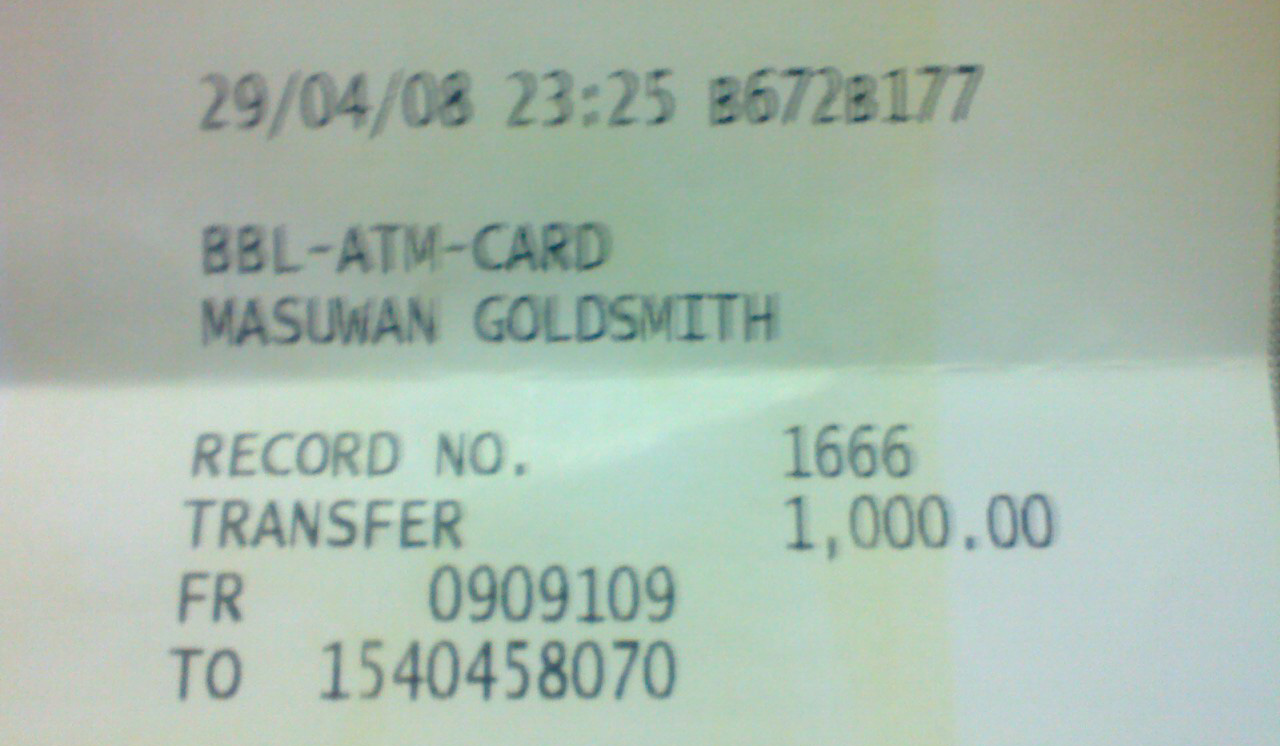 29/04/08 23:25 B672B177
BBL-ATM-CARD
MASUWAN GOLDSMITH
RECORD NO. 1666
TRANSFER 1,000.00
FR 0909109
TO 1540458070